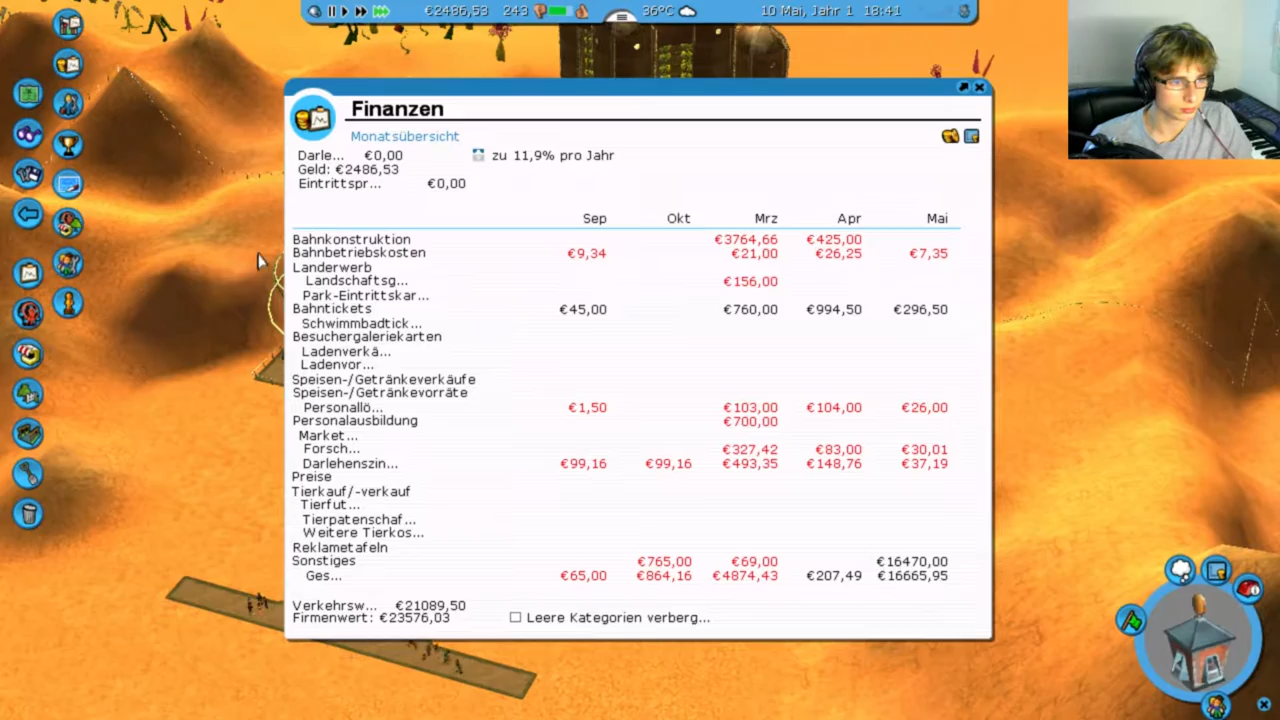 €2486,53 243 36°C 10 Mai, Jahr 1 18:41
Finanzen
Monatsübersicht
Darle... €0,00 zu 11,9% pro Jahr
Geld: €2486,53
Eintrittspr... €0,00
Sep Okt Mrz Apr Mai
Bahnkonstruktion €3764,66 €425,00
Bahnbetriebskosten €9,34 €21,00 €26,25 €7,35
Landerwerb
Landschaftsg... €156,00
Park-Eintrittskar...
Bahntickets €45,00 €760,00 €994,50 €296,50
Schwimmbadtick...
Besuchergaleriekarten
Ladenverkä...
Ladenvor...
Speisen-/Getränkeverkäufe
Speisen-/Getränkevorräte
Personallö... €1,50 €103,00 €104,00 €26,00
Personalausbildung €700,00
Market...
Forsch... €327,42 €83,00 €30,01
Darlehenszin... €99,16 €99,16 €493,35 €148,76 €37,19
Preise
Tierkauf/-verkauf
Tierfut...
Tierpatenschaf...
Weitere Tierkos...
Reklametafeln
Sonstiges €765,00 €69,00 €16470,00
Ges... €65,00 €864,16 €4874,43 €207,49 €16665,95
Verkehrsw... €21089,50
Firmenwert: €23576,03 Leere Kategorien verberg...